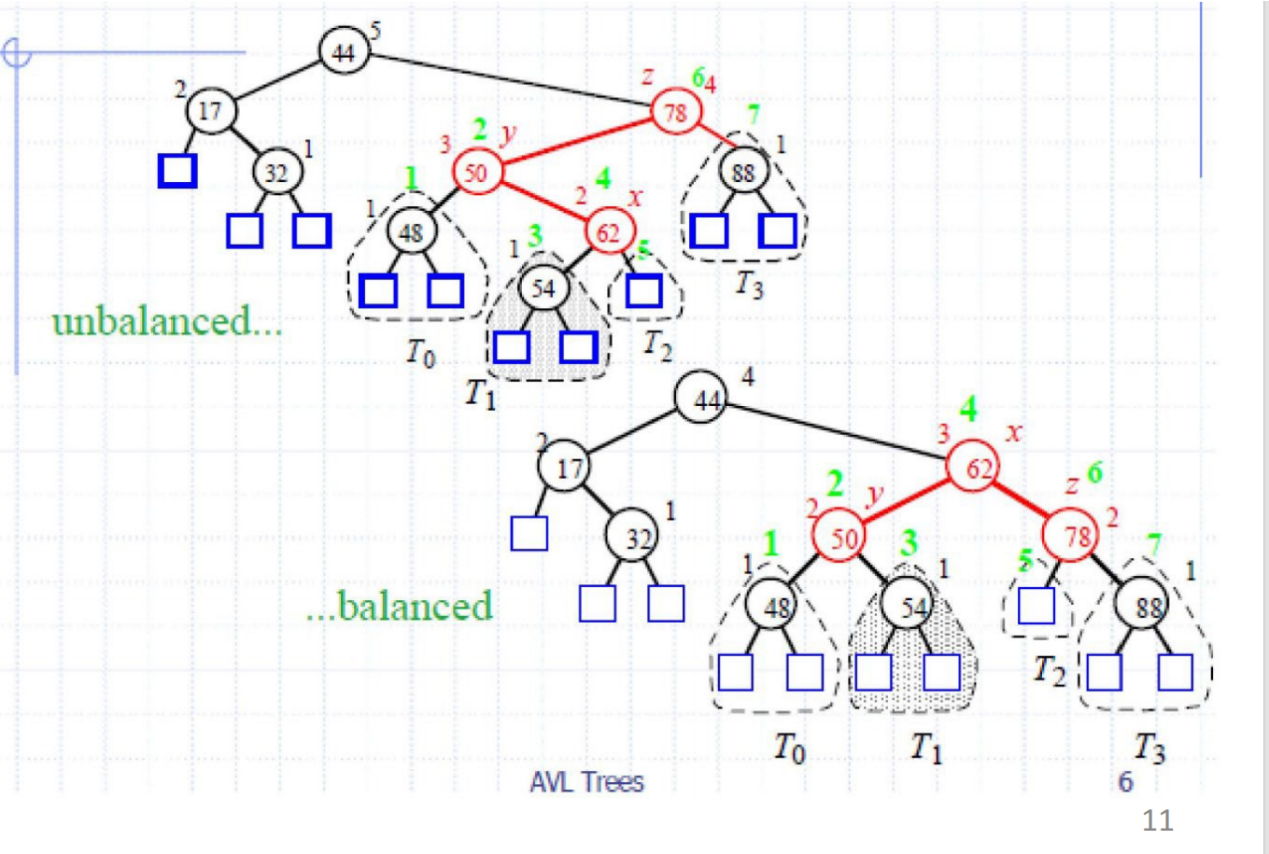 44 5
z 6 4
2 17 78 7
3 2 y 1
32 1 50 4 88
1 2 x
1 48 3 62 5
1 54 T3
unbalanced...
T0 T2
T1
44 4
4
2 3 x
17 62
2 y z 6
1 2 78 2
32 1 50 3 5 7
1 1 1
...balanced 48 54 88
T2
T0 T1 T3
AVL Trees 6
11